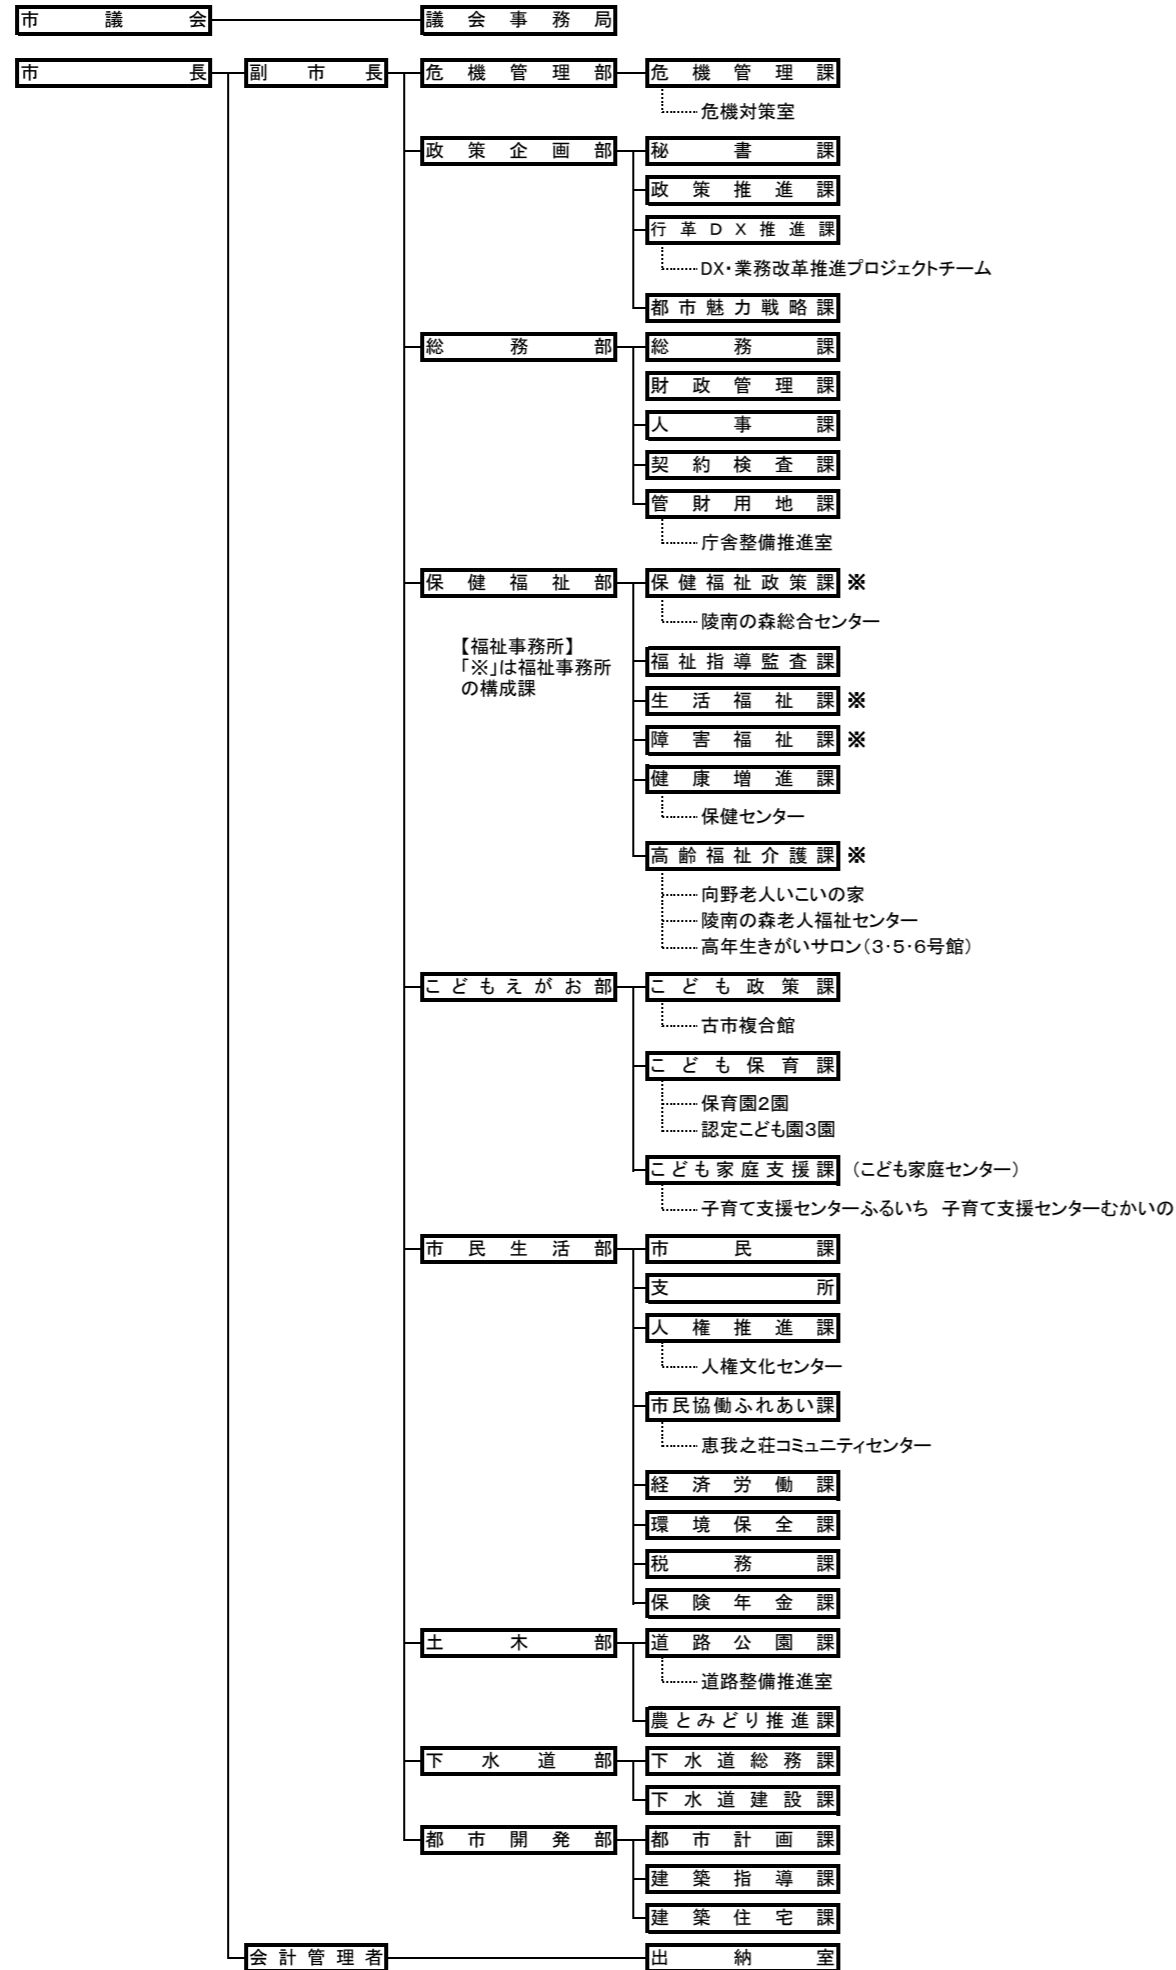 市議会 議会事務局
市長 副市長 危機管理部 危機管理課
危機対策室
政策企画部 秘書課
政策推進課
行革DX推進課
DX・業務改革推進プロジェクトチーム
都市魅力戦略課
総務部 総務課
財政管理課
人事課
契約検査課
管財用地課
庁舎整備推進室
保健福祉部 保健福祉政策課 ※
陵南の森総合センター
【福祉事務所】
「※」は福祉事務所
の構成課
福祉指導監査課
生活福祉課 ※
障害福祉課 ※
健康増進課
保健センター
高齢福祉介護課 ※
向野老人いこいの家
陵南の森老人福祉センター
高年生きがいサロン(3・5・6号館)
こどもえがお部 こども政策課
古市複合館
こども保育課
保育園2園
認定こども園3園
こども家庭支援課 (こども家庭センター)
子育て支援センターふるいち 子育て支援センターむかいの
市民生活部 市民課
支所
人権推進課
人権文化センター
市民協働ふれあい課
恵我之荘コミュニティセンター
経済労働課
環境保全課
税務課
保険年金課
土木部 道路公園課
道路整備推進室
農とみどり推進課
下水道部 下水道総務課
下水道建設課
都市開発部 都市計画課
建築指導課
建築住宅課
会計管理者 出納室